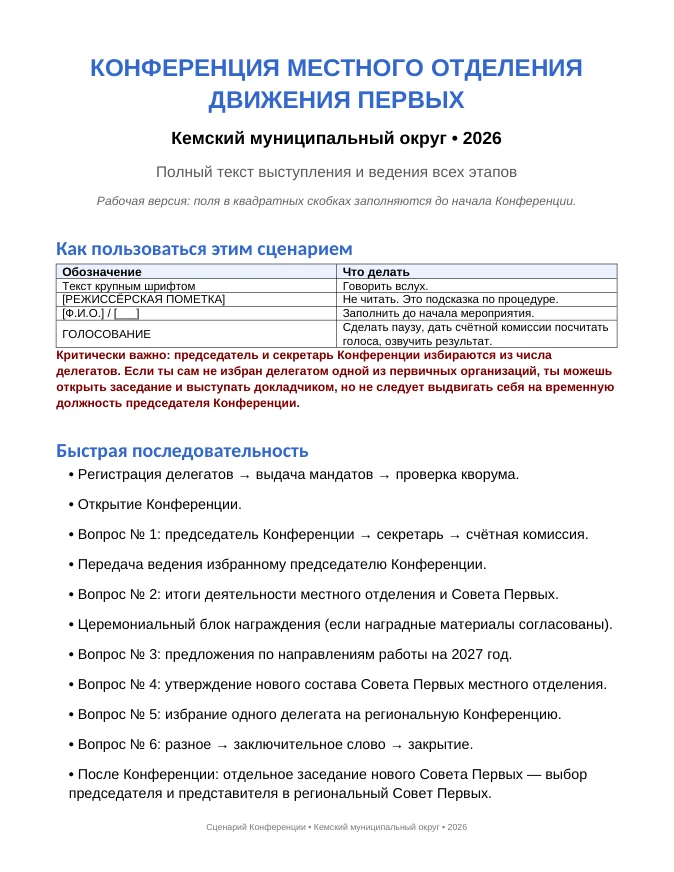 КОНФЕРЕНЦИЯ МЕСТНОГО ОТДЕЛЕНИЯ
ДВИЖЕНИЯ ПЕРВЫХ
Кемский муниципальный округ • 2026
Полный текст выступления и ведения всех этапов
Рабочая версия: поля в квадратных скобках заполняются до начала Конференции.
Как пользоваться этим сценарием
Обозначение Что делать
Текст крупным шрифтом Говорить вслух.
[РЕЖИССЁРСКАЯ ПОМЕТКА] Не читать. Это подсказка по процедуре.
[Ф.И.О.] / [___] Заполнить до начала мероприятия.
ГОЛОСОВАНИЕ Сделать паузу, дать счётной комиссии посчитать
голоса, озвучить результат.
Критически важно: председатель и секретарь Конференции избираются из числа
делегатов. Если ты сам не избран делегатом одной из первичных организаций, ты можешь
открыть заседание и выступать докладчиком, но не следует выдвигать себя на временную
должность председателя Конференции.
Быстрая последовательность
• Регистрация делегатов → выдача мандатов → проверка кворума.
• Открытие Конференции.
• Вопрос № 1: председатель Конференции → секретарь → счётная комиссия.
• Передача ведения избранному председателю Конференции.
• Вопрос № 2: итоги деятельности местного отделения и Совета Первых.
• Церемониальный блок награждения (если наградные материалы согласованы).
• Вопрос № 3: предложения по направлениям работы на 2027 год.
• Вопрос № 4: утверждение нового состава Совета Первых местного отделения.
• Вопрос № 5: избрание одного делегата на региональную Конференцию.
• Вопрос № 6: разное → заключительное слово → закрытие.
• После Конференции: отдельное заседание нового Совета Первых — выбор
председателя и представителя в региональный Совет Первых.
Сценарий Конференции • Кемский муниципальный округ • 2026